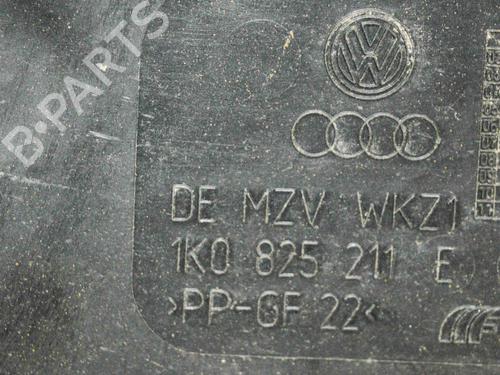 B-PARTS
DE MZV WKZ1
1K0 825 211 E
>PP-GF 22<